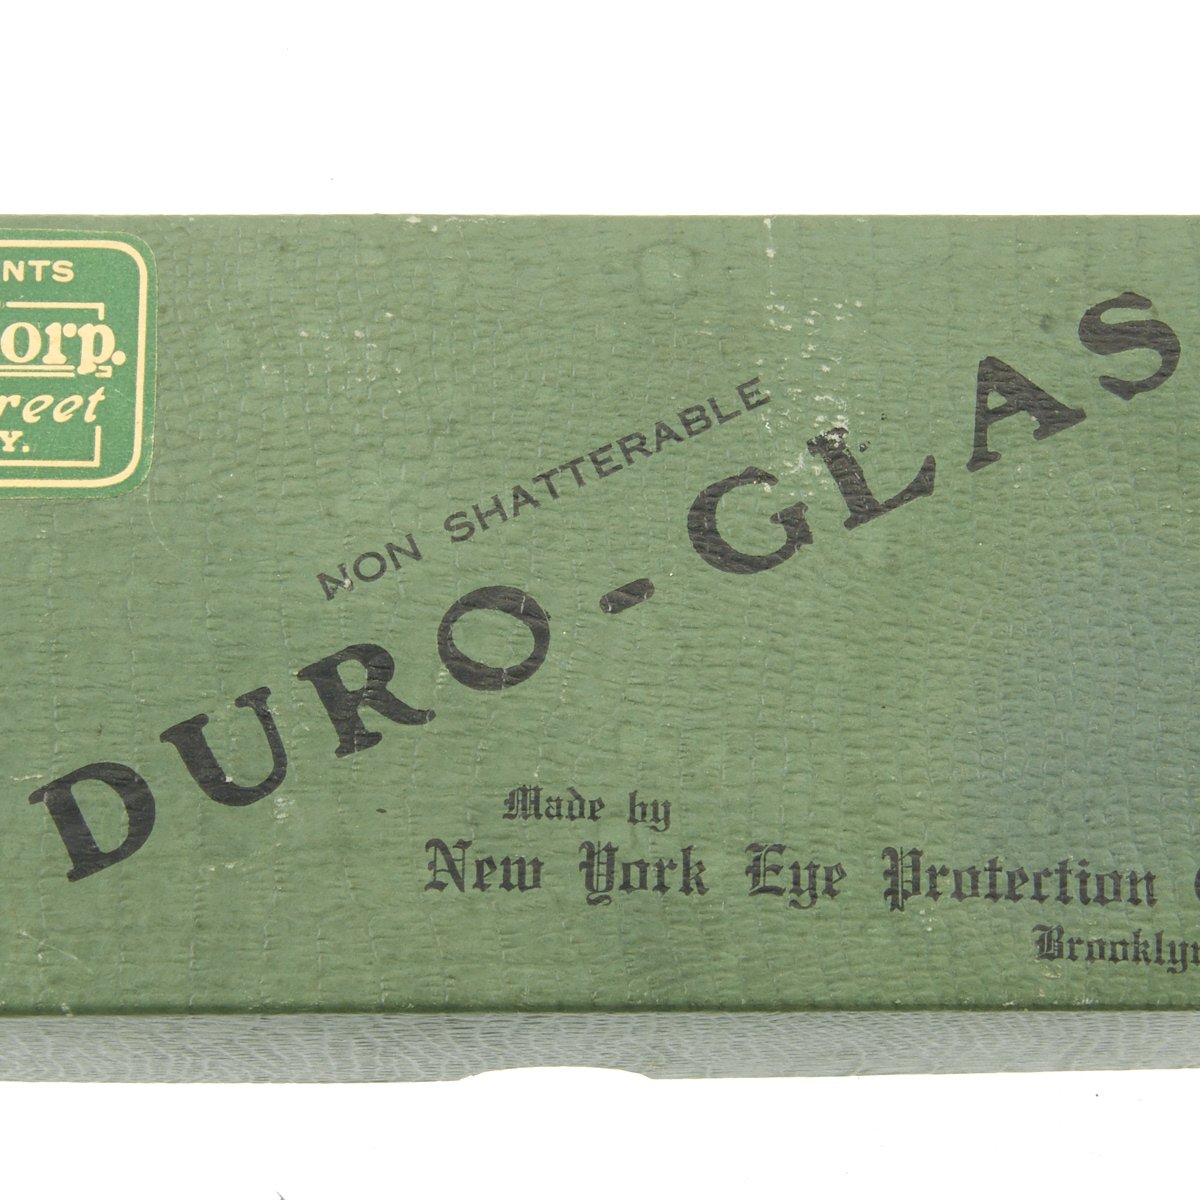 NTS
orp.
reet
Y.
NON SHATTERABLE
DURO-GLAS
Made by
New York Eye Protection
Brooklyn